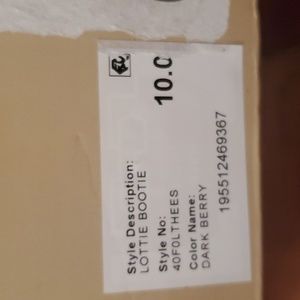 10.0
Style Description:
LOTTIE BOOTIE
Style No:
40F0LTHEES
Color Name:
DARK BERRY
195512469367